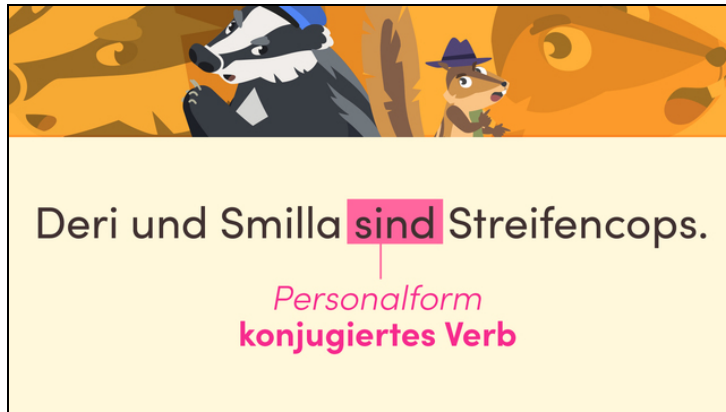 Deri und Smilla sind Streifencops.
Personalform
konjugiertes Verb